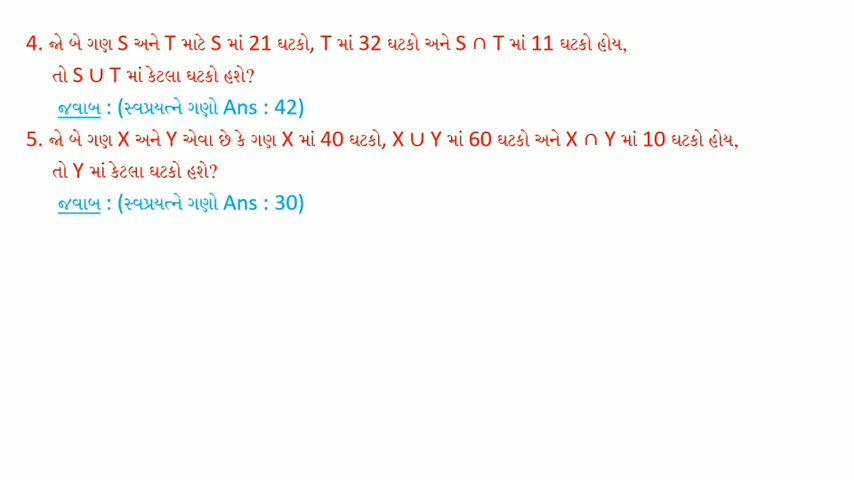 4. જો બે ગણ S અને T માટે S માં 21 ઘટકો, T માં 32 ઘટકો અને S ∩ T માં 11 ઘટકો હોય,
તો S ∪ T માં કેટલા ઘટકો હશે?
જવાબ : (સ્વપ્રયત્ને ગણો Ans : 42)
5. જો બે ગણ X અને Y એવા છે કે ગણ X માં 40 ઘટકો, X ∪ Y માં 60 ઘટકો અને X ∩ Y માં 10 ઘટકો હોય,
તો Y માં કેટલા ઘટકો હશે?
જવાબ : (સ્વપ્રયત્ને ગણો Ans : 30)